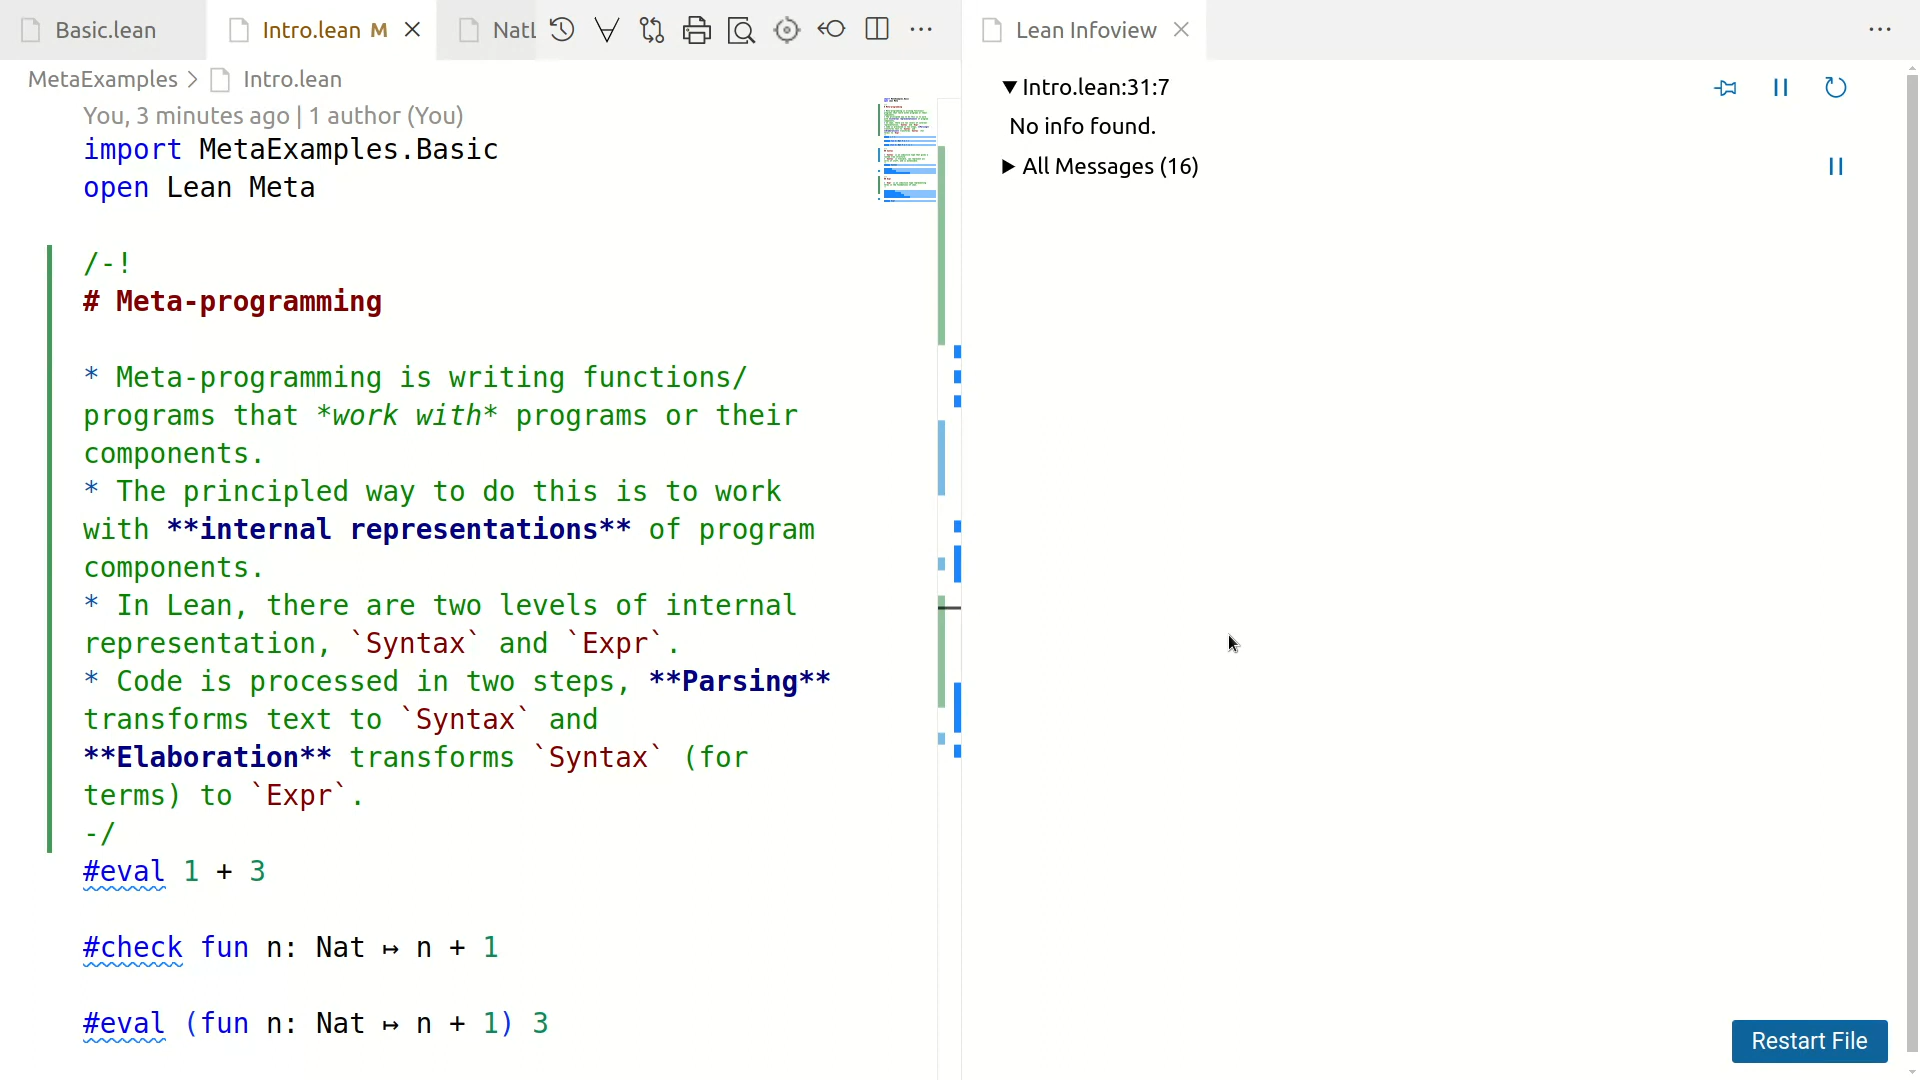 Basic.lean
Intro.lean M
Nat
Lean Infoview
MetaExamples > Intro.lean
You, 3 minutes ago | 1 author (You)
import MetaExamples.Basic
open Lean Meta
/-!
# Meta-programming
* Meta-programming is writing functions/
programs that *work with* programs or their
components.
* The principled way to do this is to work
with **internal representations** of program
components.
* In Lean, there are two levels of internal
representation, `Syntax` and `Expr`.
* Code is processed in two steps, **Parsing**
transforms text to `Syntax` and
**Elaboration** transforms `Syntax` (for
terms) to `Expr`.
-/
#eval 1 + 3
#check fun n: Nat ↦ n + 1
#eval (fun n: Nat ↦ n + 1) 3
Intro.lean:31:7
No info found.
All Messages (16)
Restart File